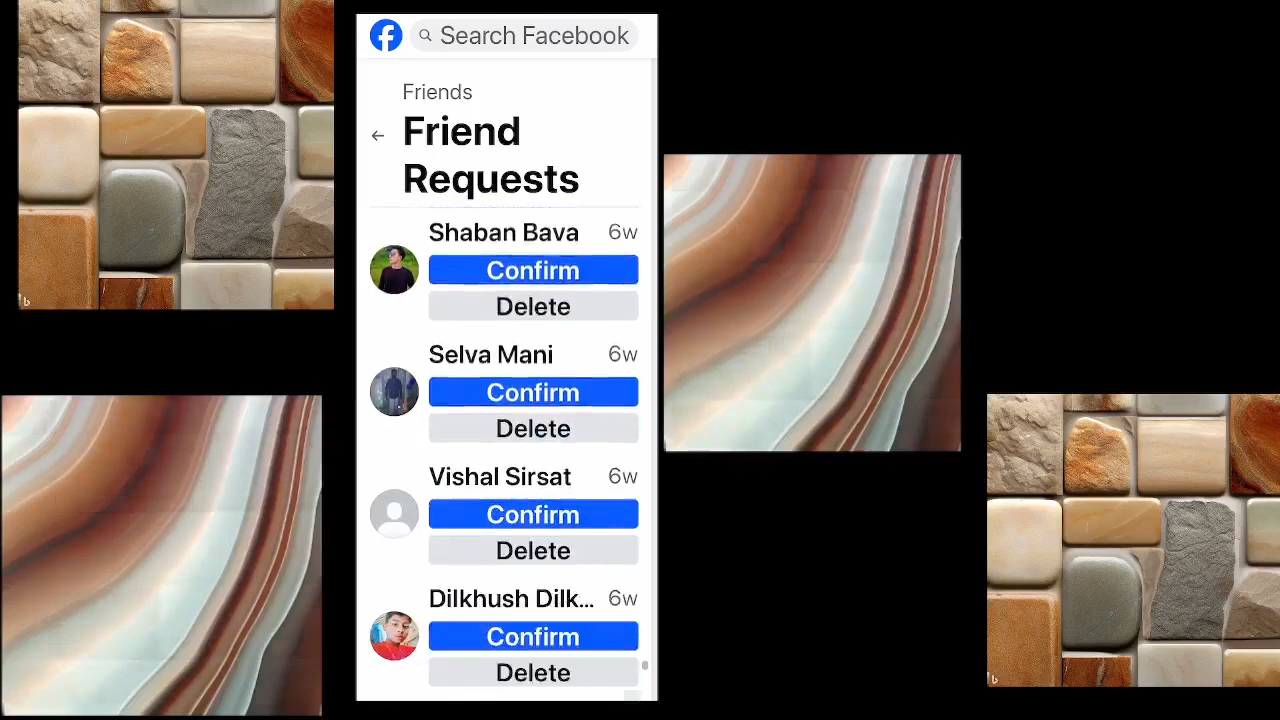 Search Facebook
Friends
Friend
Requests
Shaban Bava 6w
Confirm
Delete
Selva Mani 6w
Confirm
Delete
Vishal Sirsat 6w
Confirm
Delete
Dilkhush Dilk... 6w
Confirm
Delete